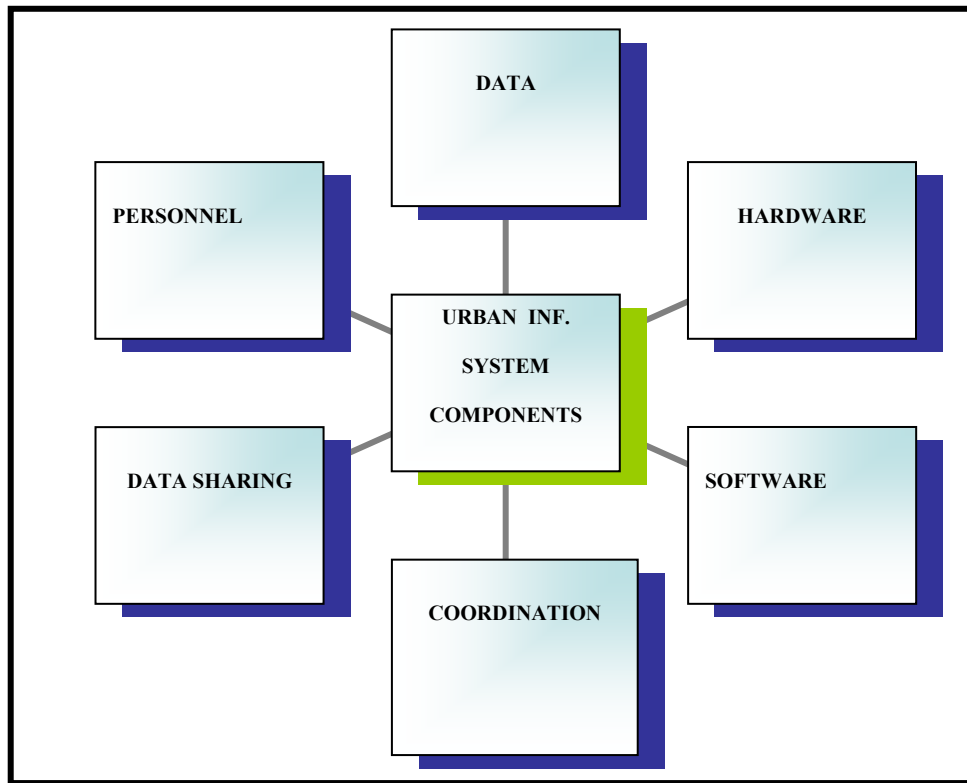 DATA
PERSONNEL
HARDWARE
URBAN INF.
SYSTEM
COMPONENTS
DATA SHARING
SOFTWARE
COORDINATION